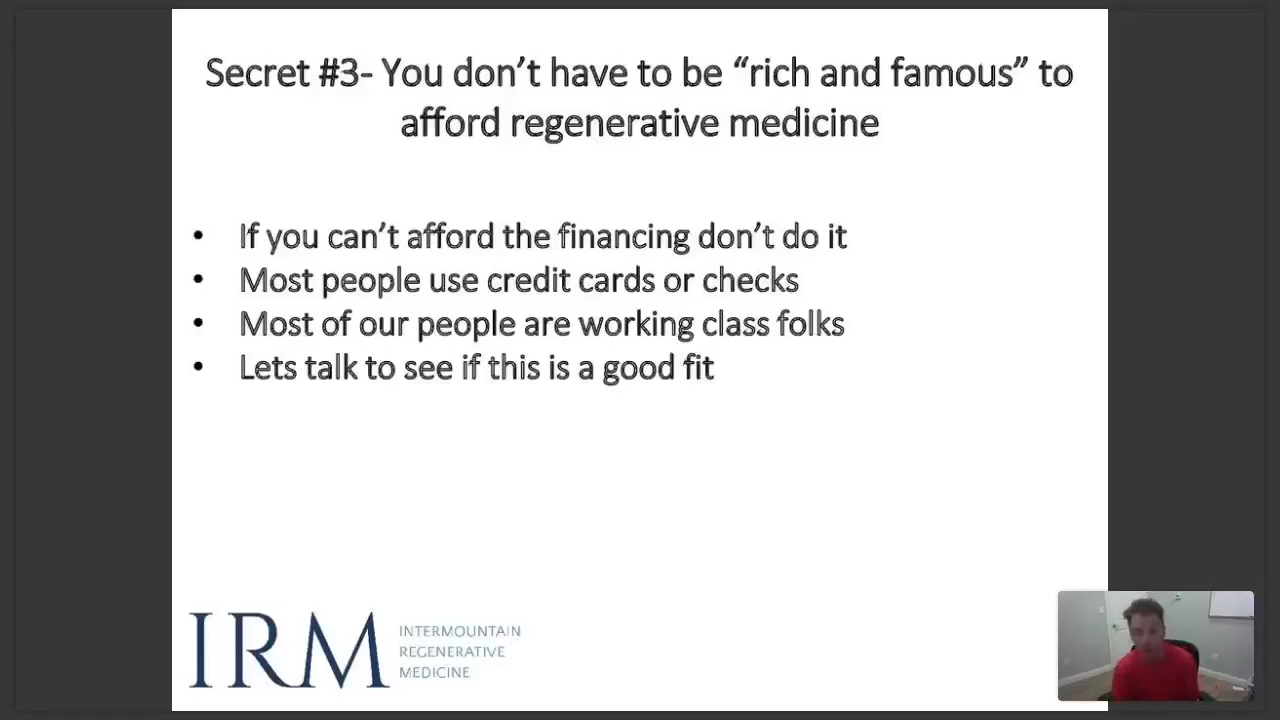 Secret #3- You don’t have to be “rich and famous” to
afford regenerative medicine
• If you can’t afford the financing don’t do it
• Most people use credit cards or checks
• Most of our people are working class folks
• Lets talk to see if this is a good fit
IRM
INTERMOUNTAIN
REGENERATIVE
MEDICINE